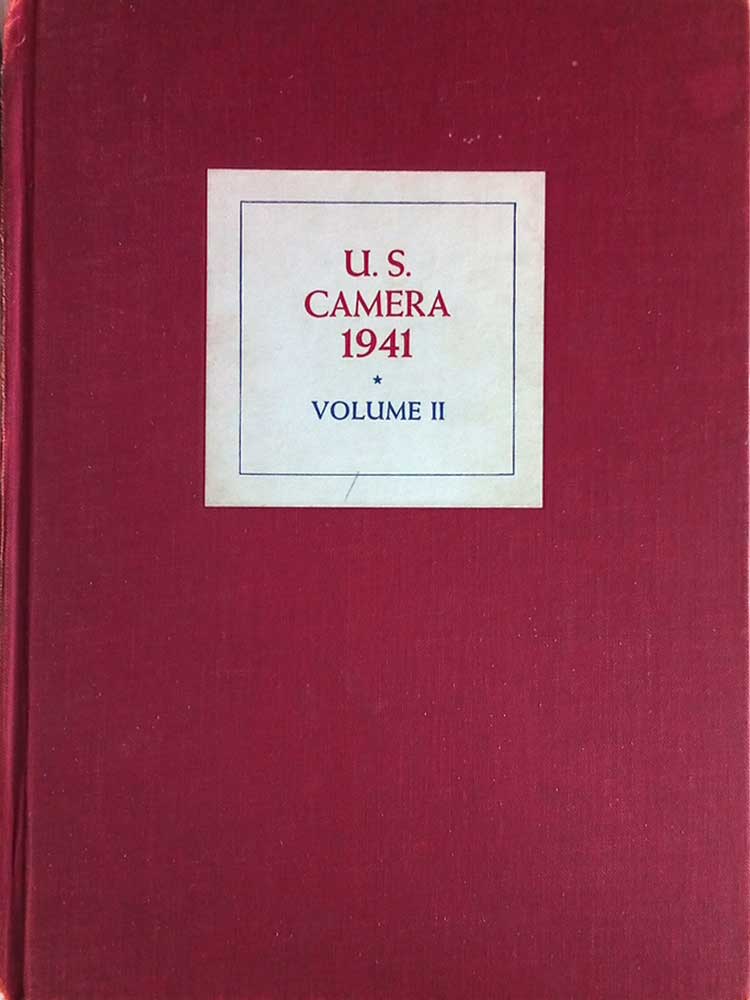 U. S.
CAMERA
1941
★
VOLUME II